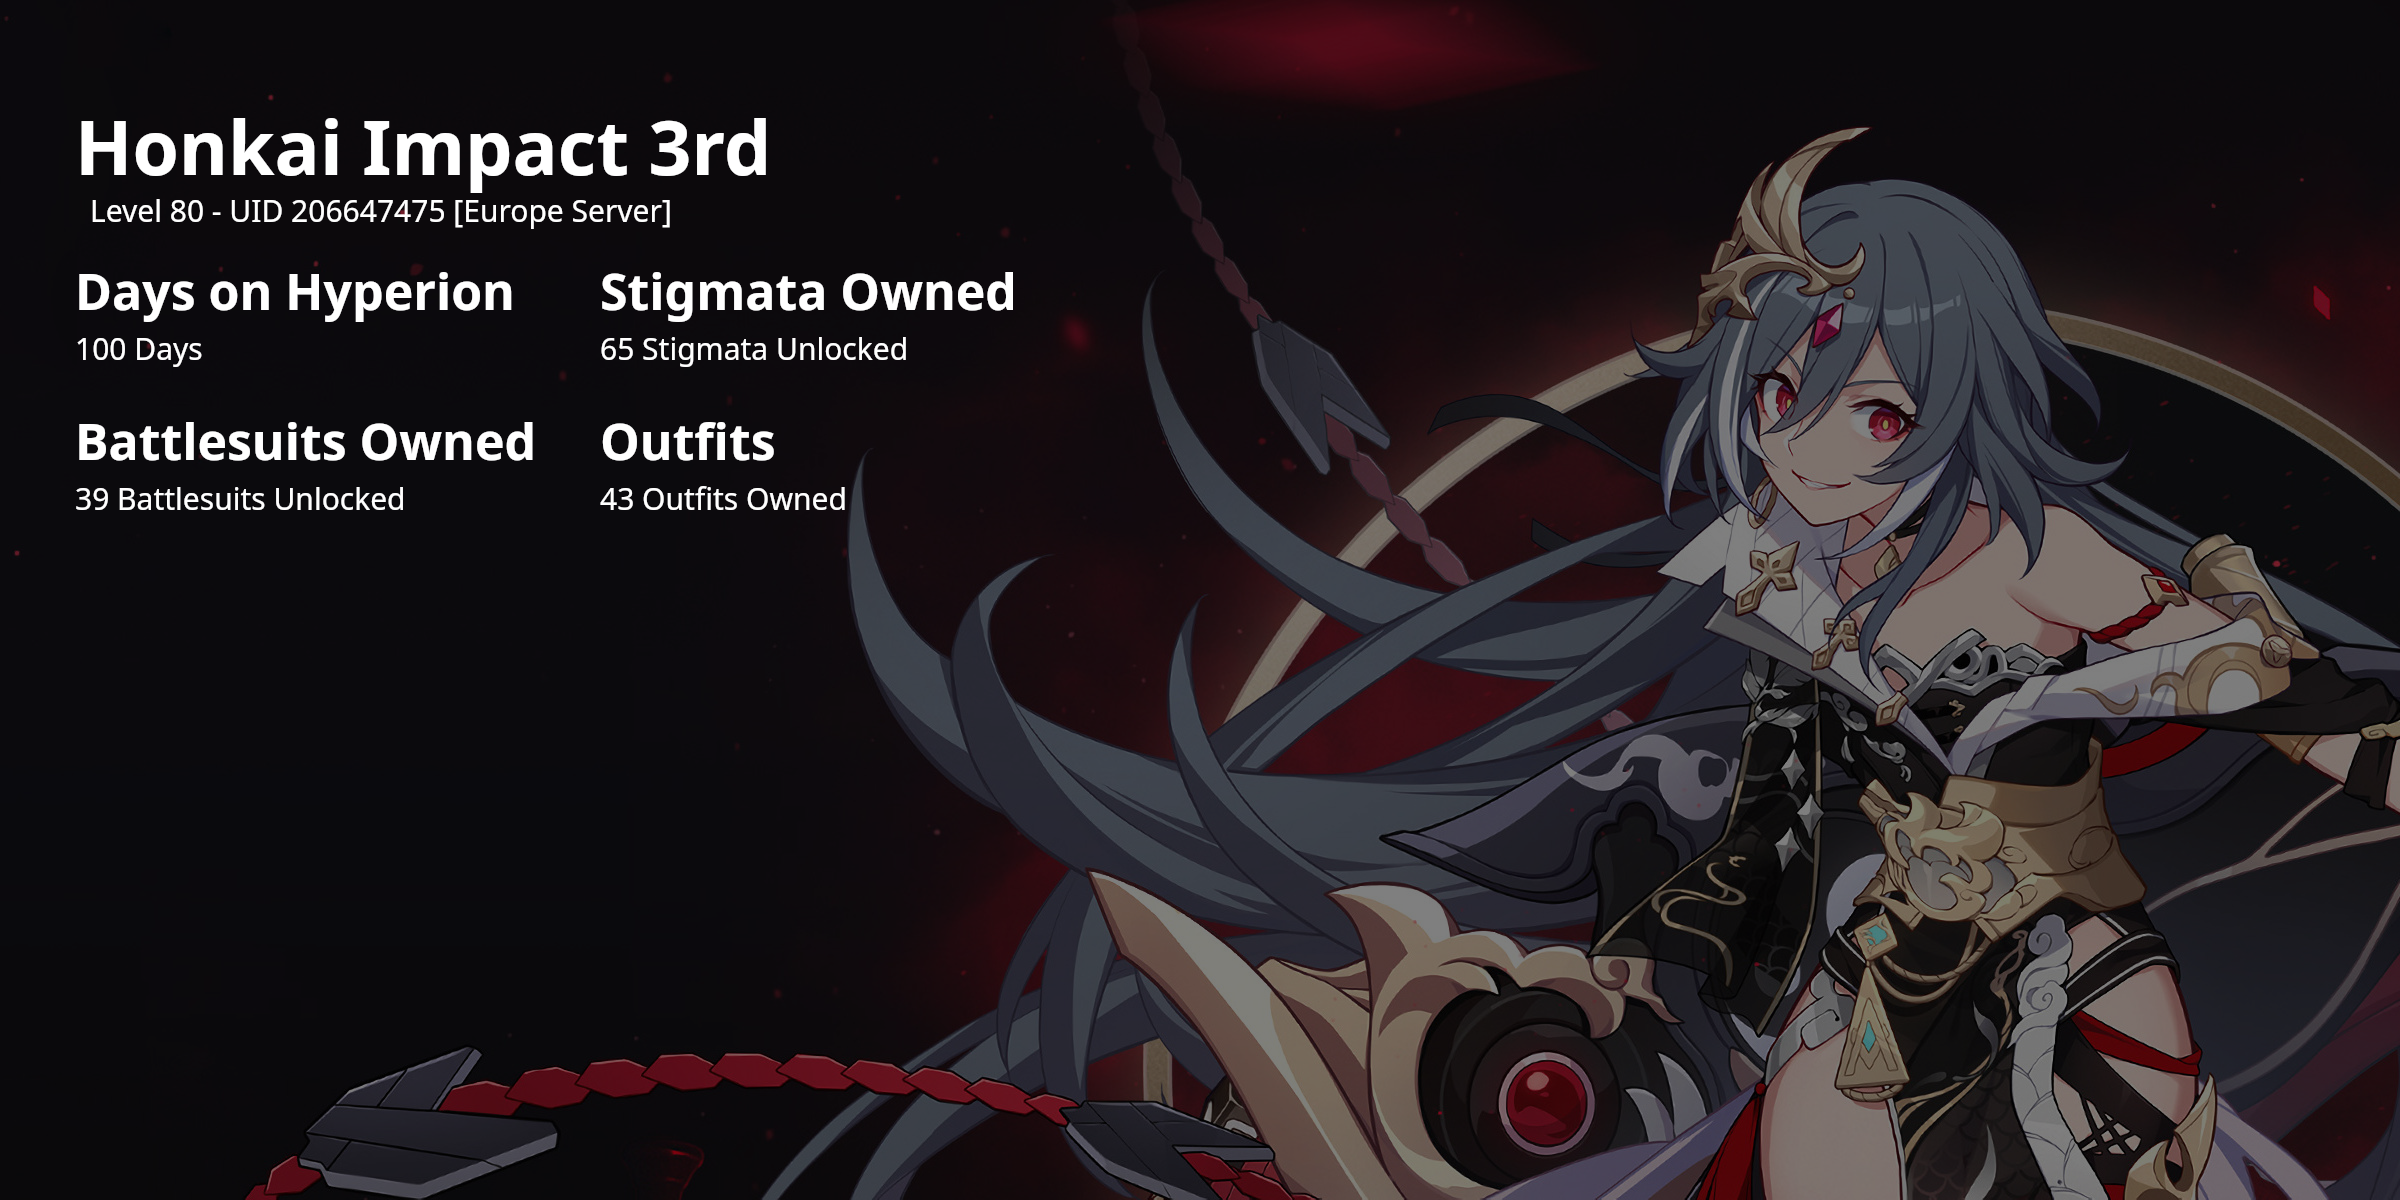 Honkai Impact 3rd
Level 80 - UID 206647475 [Europe Server]
Days on Hyperion
100 Days
Stigmata Owned
65 Stigmata Unlocked
Battlesuits Owned
39 Battlesuits Unlocked
Outfits
43 Outfits Owned